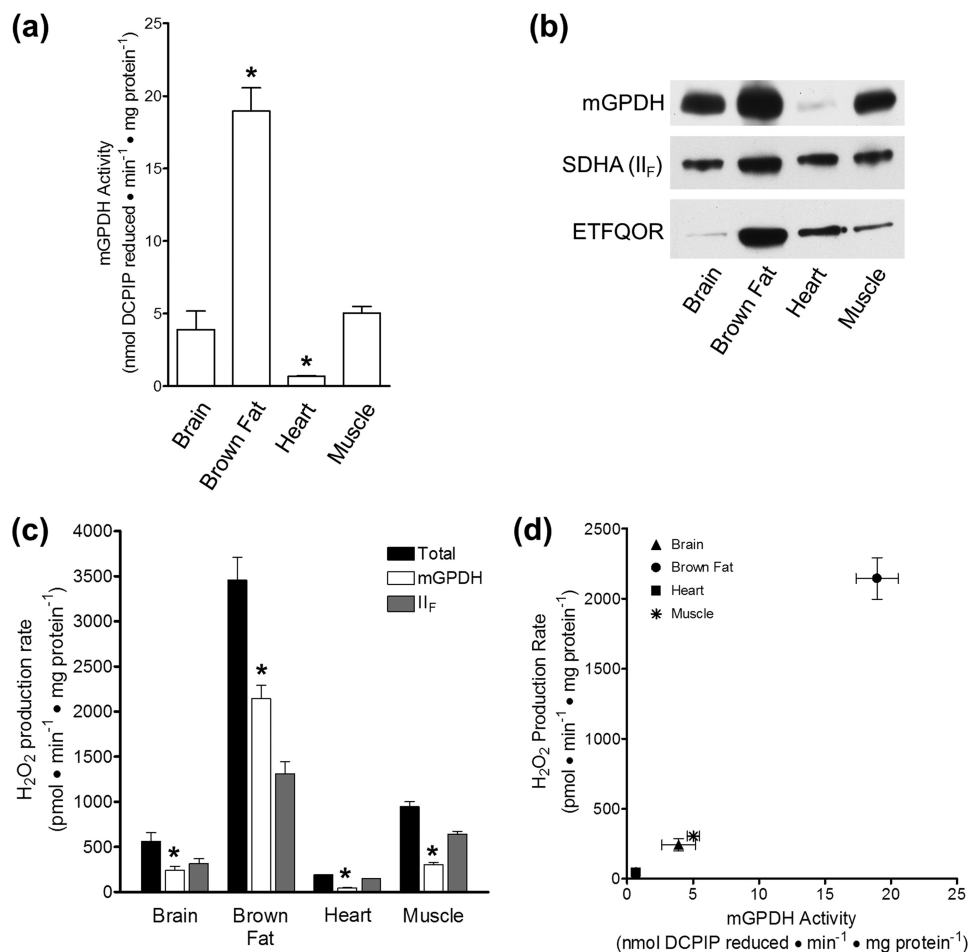 (a)
25
20
15
10
5
0
mGPDH Activity
(nmol DCPIP reduced • min⁻¹ • mg protein⁻¹)
*
*
Brain
Brown Fat
Heart
Muscle
(b)
mGPDH
SDHA (II_F)
ETFQOR
Brain
Brown Fat
Heart
Muscle
(c)
4000
3500
3000
2500
2000
1500
1000
500
0
H₂O₂ production rate
(pmol • min⁻¹ • mg protein⁻¹)
Total
mGPDH
II_F
*
*
*
*
Brain
Brown
Fat
Heart
Muscle
(d)
2500
2000
1500
1000
500
0
H₂O₂ Production Rate
(pmol • min⁻¹ • mg protein⁻¹)
Brain
Brown Fat
Heart
Muscle
0 5 10 15 20 25
mGPDH Activity
(nmol DCPIP reduced • min⁻¹ • mg protein⁻¹)